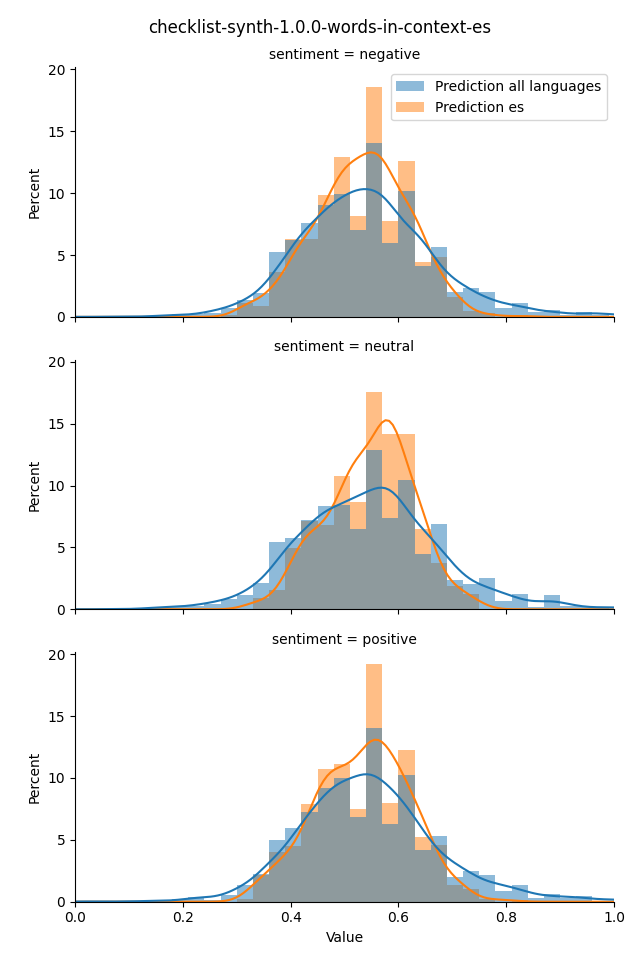 checklist-synth-1.0.0-words-in-context-es
sentiment = negative
Prediction all languages
Prediction es
Percent
20
15
10
5
0
sentiment = neutral
Percent
20
15
10
5
0
sentiment = positive
Percent
20
15
10
5
0
0.0 0.2 0.4 0.6 0.8 1.0
Value